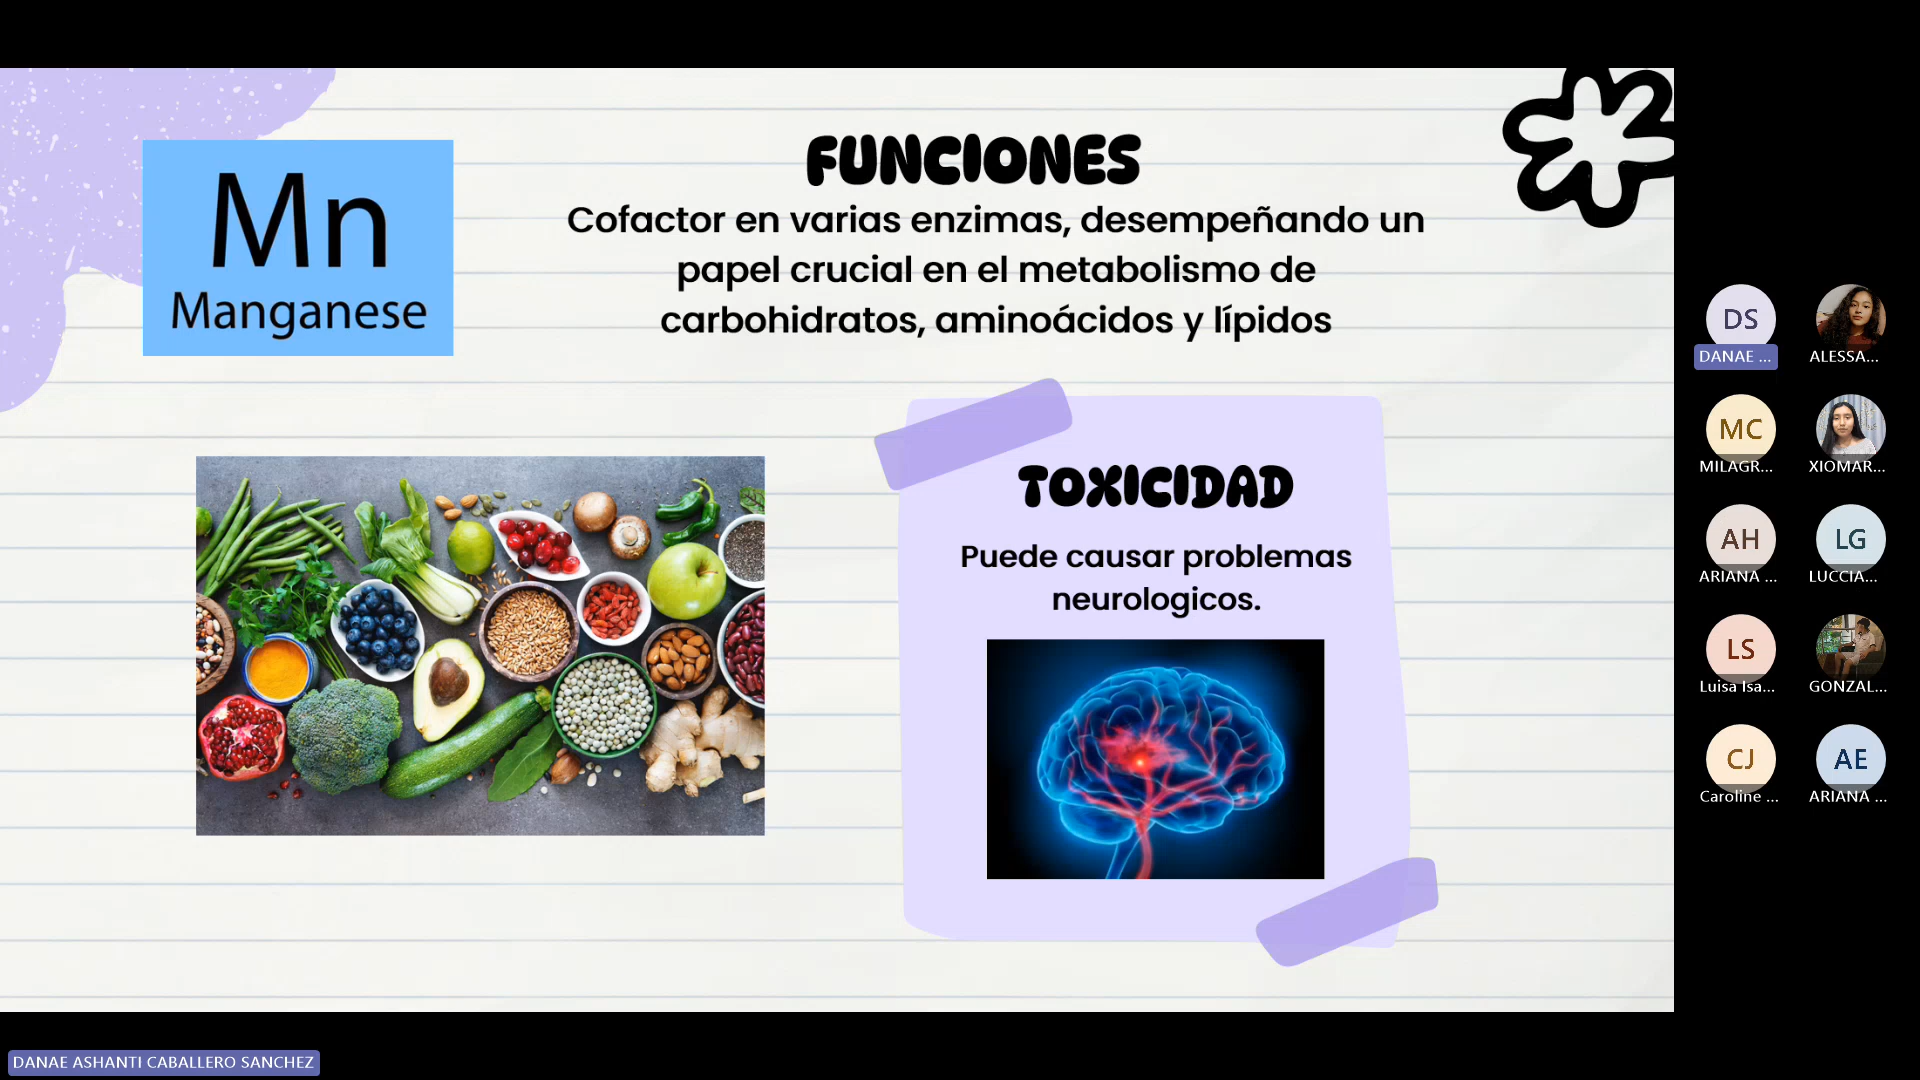 Mn
Manganese
FUNCIONES
Cofactor en varias enzimas, desempeñando un
papel crucial en el metabolismo de
carbohidratos, aminoácidos y lípidos
TOXICIDAD
Puede causar problemas
neurologicos.
DS
DANAE ...
ALESSA...
MC
MILAGR...
XIOMAR...
AH
ARIANA ...
LG
LUCCIA...
LS
Luisa Isa...
GONZAL...
CJ
Caroline ...
AE
ARIANA ...
DANAE ASHANTI CABALLERO SANCHEZ